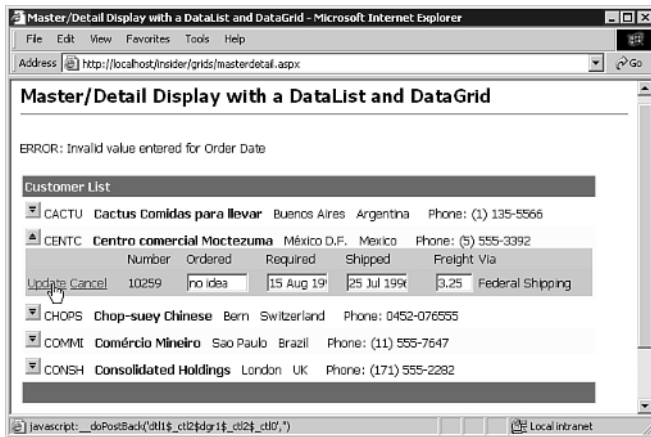 Master/Detail Display with a DataList and DataGrid - Microsoft Internet Explorer
File Edit View Favorites Tools Help
Address http://localhost/insider/grids/masterdetail.aspx Go
Master/Detail Display with a DataList and DataGrid
ERROR: Invalid value entered for Order Date
Customer List
CACTU Cactus Comidas para llevar Buenos Aires Argentina Phone: (1) 135-5566
CENTC Centro comercial Moctezuma México D.F. Mexico Phone: (5) 555-3392
Number Ordered Required Shipped Freight Via
Update Cancel 10259 no idea 15 Aug 19 25 Jul 199 3.25 Federal Shipping
CHOPS Chop-suey Chinese Bern Switzerland Phone: 0452-076555
COMMI Comércio Mineiro Sao Paulo Brazil Phone: (11) 555-7647
CONSH Consolidated Holdings London UK Phone: (171) 555-2282
javascript:__doPostBack('dtl1$_ctl2$dgr1$_ctl2$_ctl0','') Local intranet